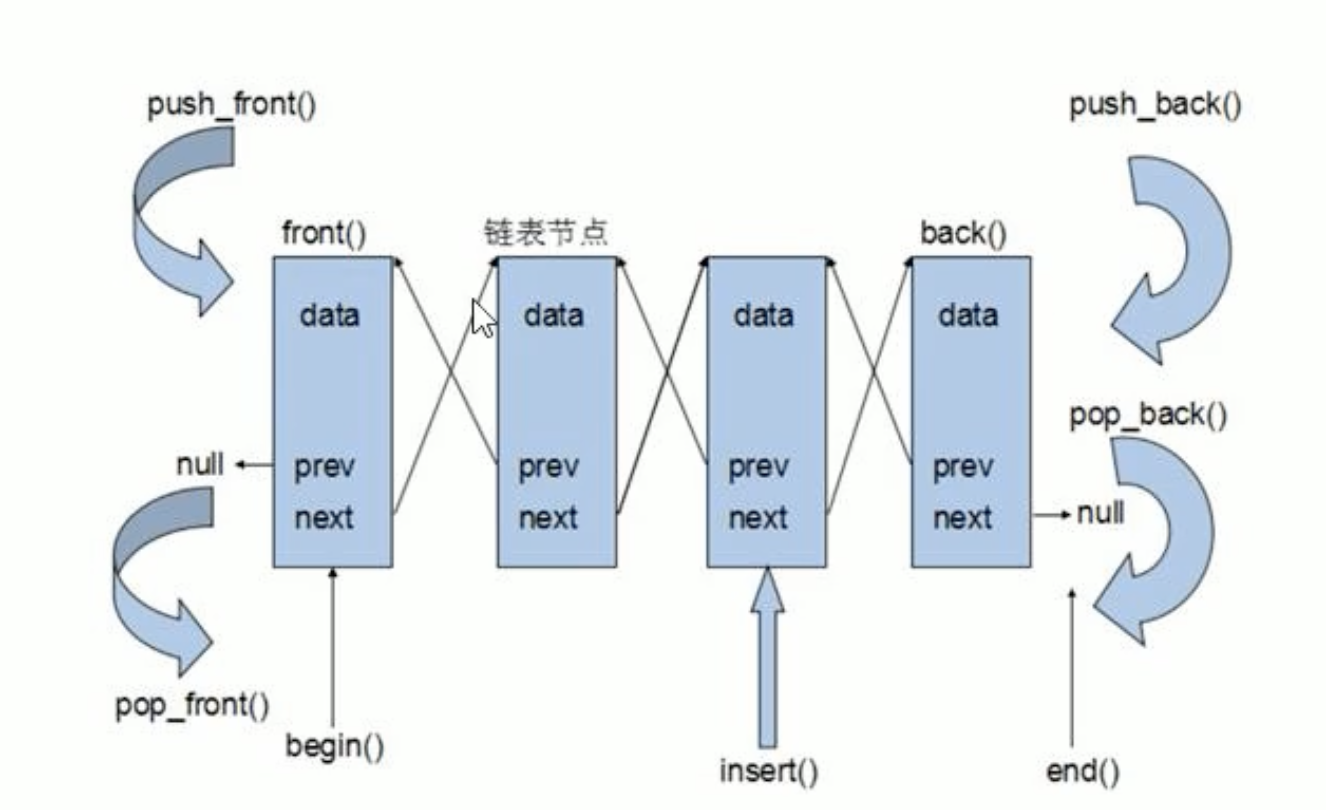 push_front()
push_back()
front()
链表节点
back()
data
data
data
data
pop_back()
null
prev
prev
prev
prev
next
next
next
next
null
pop_front()
begin()
insert()
end()